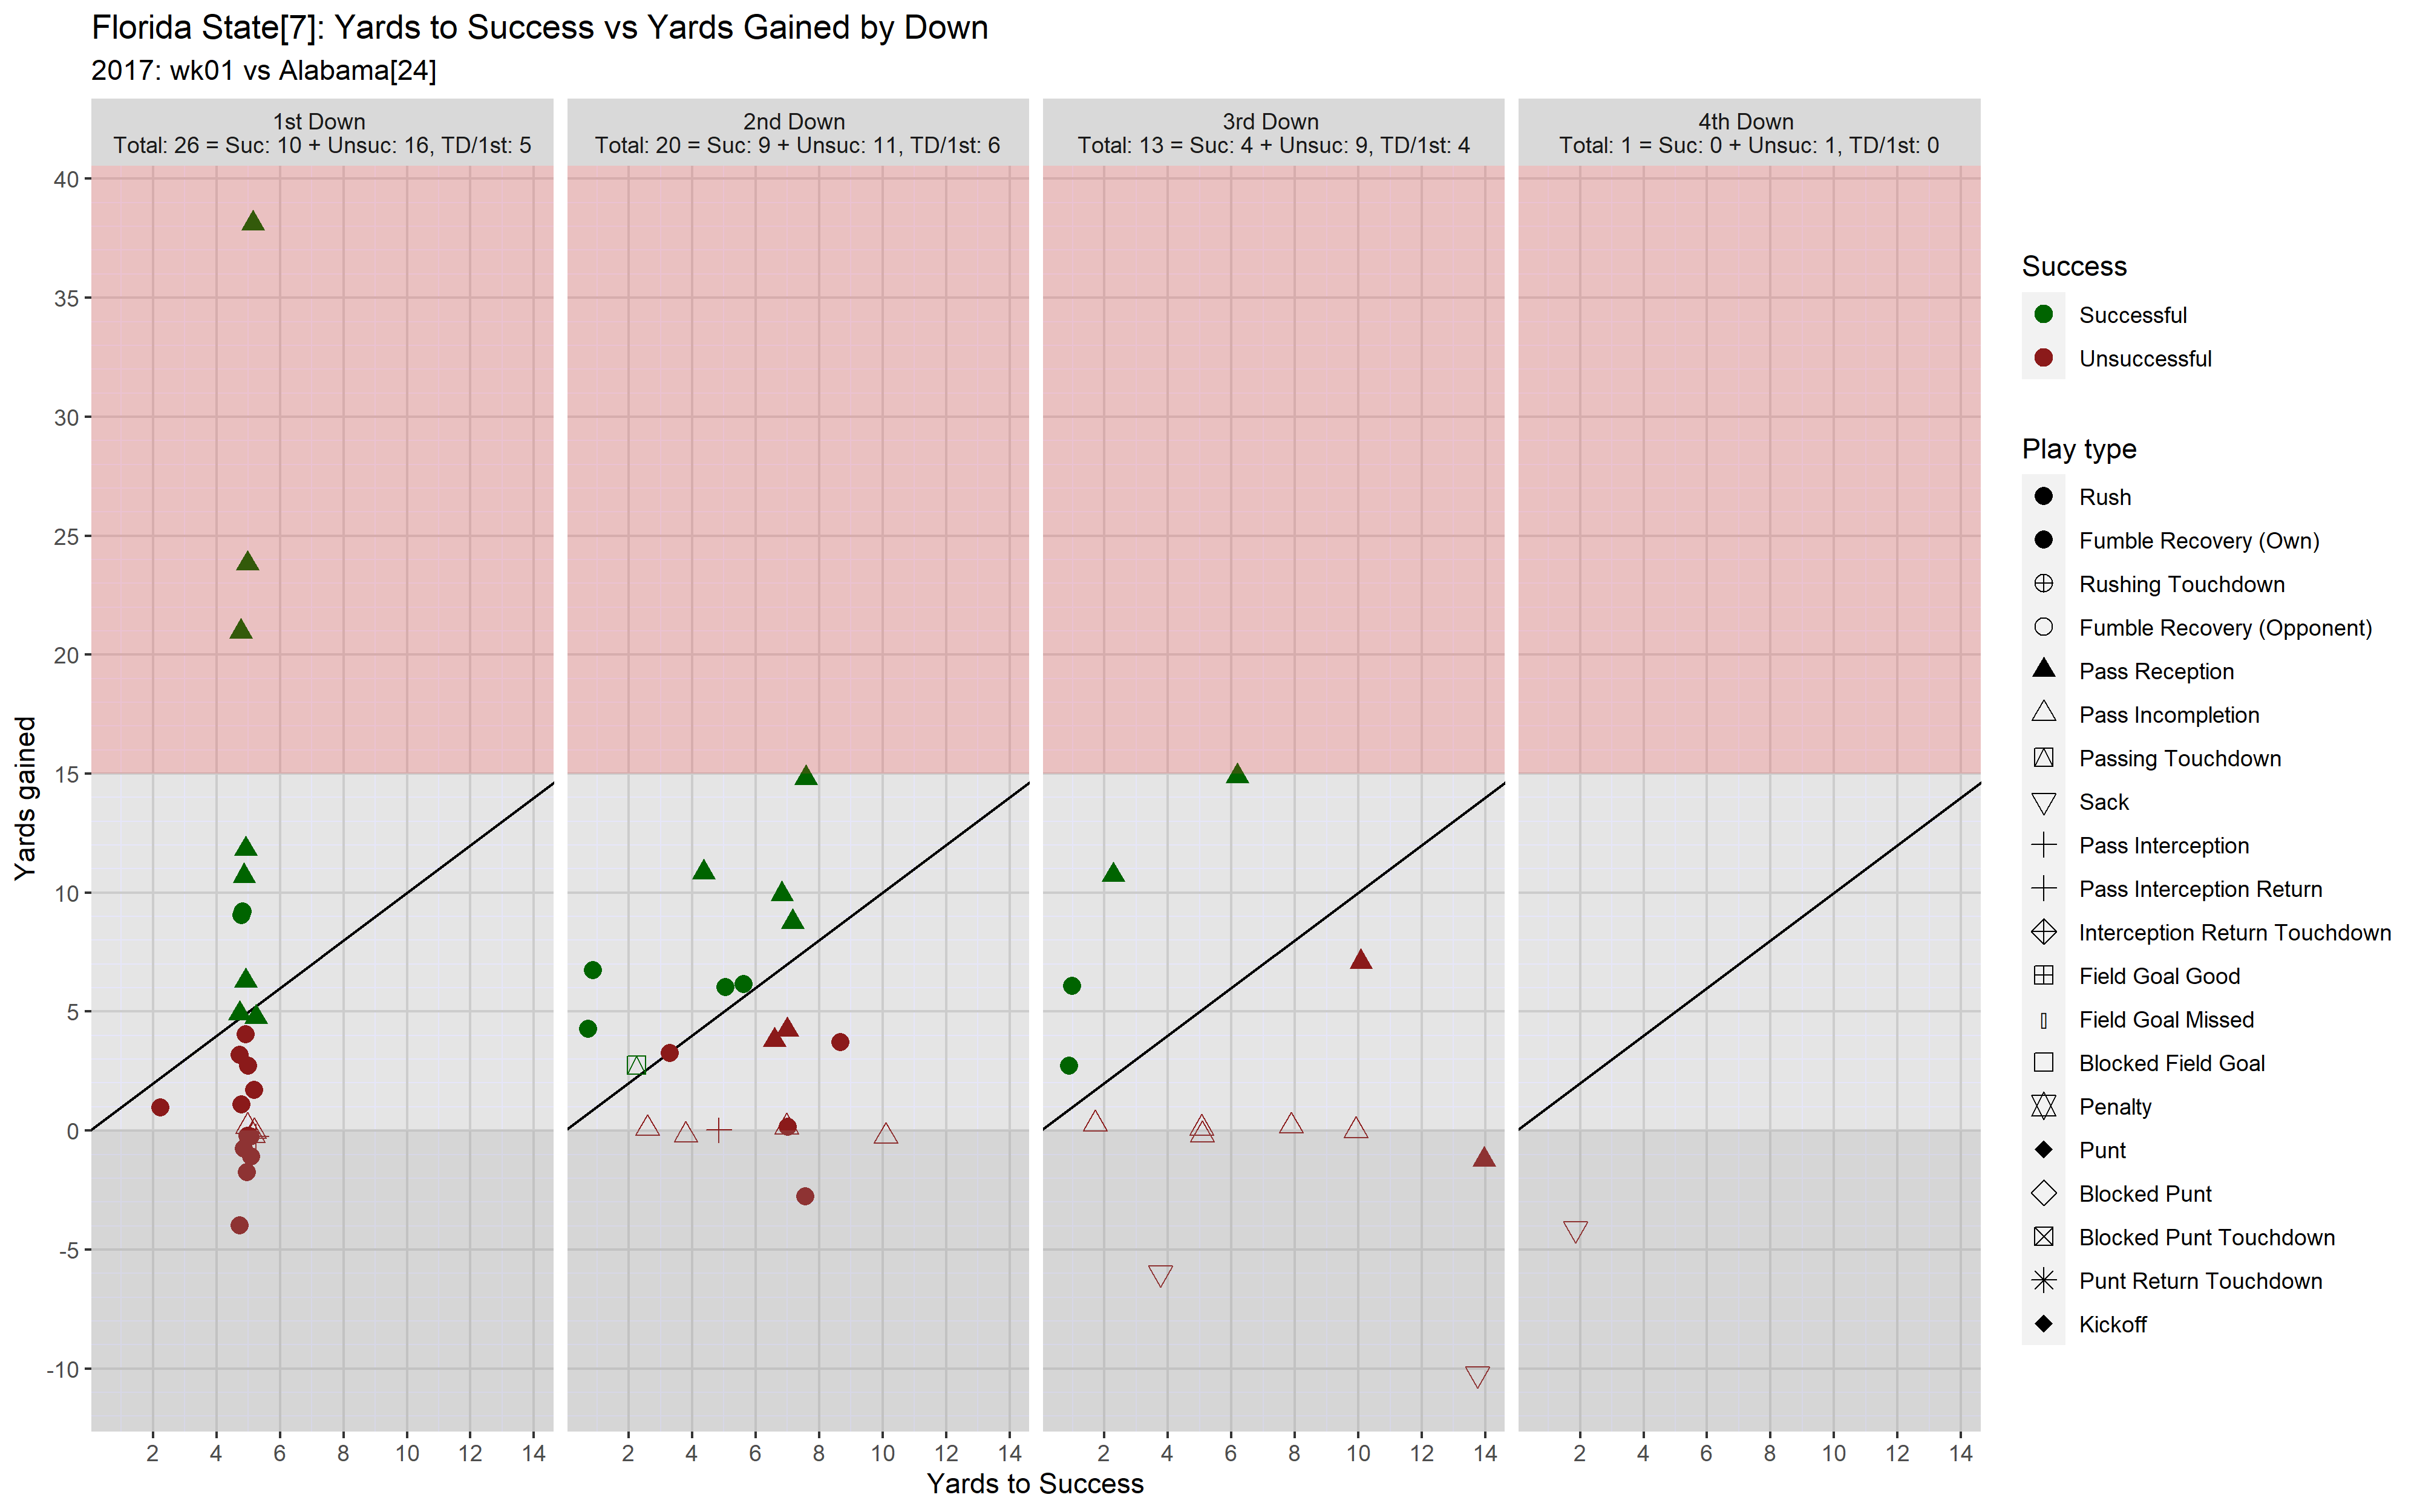 Florida State[7]: Yards to Success vs Yards Gained by Down
2017: wk01 vs Alabama[24]
1st Down
Total: 26 = Suc: 10 + Unsuc: 16, TD/1st: 5
2nd Down
Total: 20 = Suc: 9 + Unsuc: 11, TD/1st: 6
3rd Down
Total: 13 = Suc: 4 + Unsuc: 9, TD/1st: 4
4th Down
Total: 1 = Suc: 0 + Unsuc: 1, TD/1st: 0
Yards gained
40
35
30
25
20
15
10
5
0
-5
-10
2 4 6 8 10 12 14
2 4 6 8 10 12 14
2 4 6 8 10 12 14
2 4 6 8 10 12 14
Yards to Success
Success
Successful
Unsuccessful
Play type
Rush
Fumble Recovery (Own)
Rushing Touchdown
Fumble Recovery (Opponent)
Pass Reception
Pass Incompletion
Passing Touchdown
Sack
Pass Interception
Pass Interception Return
Interception Return Touchdown
Field Goal Good
Field Goal Missed
Blocked Field Goal
Penalty
Punt
Blocked Punt
Blocked Punt Touchdown
Punt Return Touchdown
Kickoff